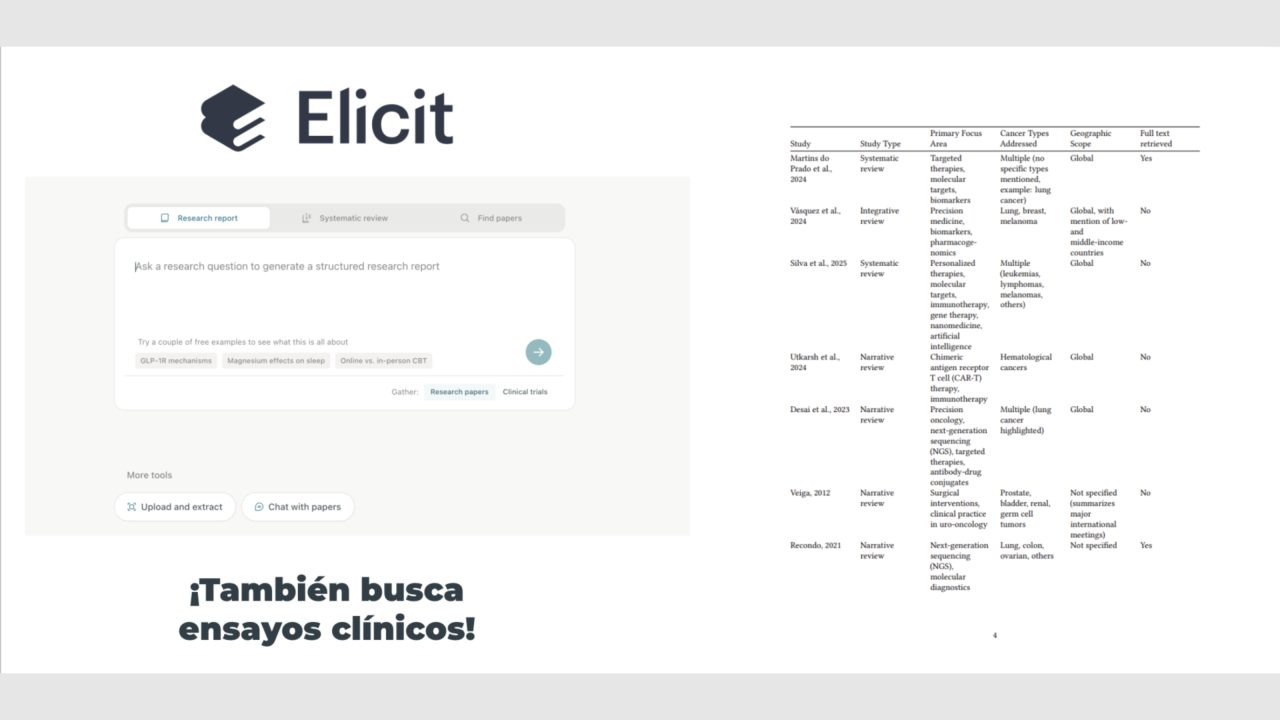 Elicit
Research report
Systematic review
Find papers
Ask a research question to generate a structured research report
Try a couple of free examples to see what this is all about
GLP-1R mechanisms
Magnesium effects on sleep
Online vs. in-person CBT
Gather:
Research papers
Clinical trials
More tools
Upload and extract
Chat with papers
¡También busca
ensayos clínicos!
Study
Study Type
Primary Focus
Area
Cancer Types
Addressed
Geographic
Scope
Full text
retrieved
Martins do
Prado et al.,
2024
Systematic
review
Targeted
therapies,
molecular
targets,
biomarkers
Multiple (no
specific types
mentioned,
example: lung
cancer)
Global
Yes
Vásquez et al.,
2024
Integrative
review
Precision
medicine,
biomarkers,
pharmacoge-
nomics
Lung, breast,
melanoma
Global, with
mention of low-
and
middle-income
countries
No
Silva et al., 2025
Systematic
review
Personalized
therapies,
molecular
targets,
immunotherapy,
gene therapy,
nanomedicine,
artificial
intelligence
Multiple
(leukemias,
lymphomas,
melanomas,
others)
Global
No
Utkarsh et al.,
2024
Narrative
review
Chimeric
antigen receptor
T cell (CAR-T)
therapy,
immunotherapy
Hematological
cancers
Global
No
Desai et al., 2023
Narrative
review
Precision
oncology,
next-generation
sequencing
(NGS), targeted
therapies,
antibody-drug
conjugates
Multiple (lung
cancer
highlighted)
Global
No
Veiga, 2012
Narrative
review
Surgical
interventions,
clinical practice
in uro-oncology
Prostate,
bladder, renal,
germ cell
tumors
Not specified
(summarizes
major
international
meetings)
No
Recondo, 2021
Narrative
review
Next-generation
sequencing
(NGS),
molecular
diagnostics
Lung, colon,
ovarian, others
Not specified
Yes
4